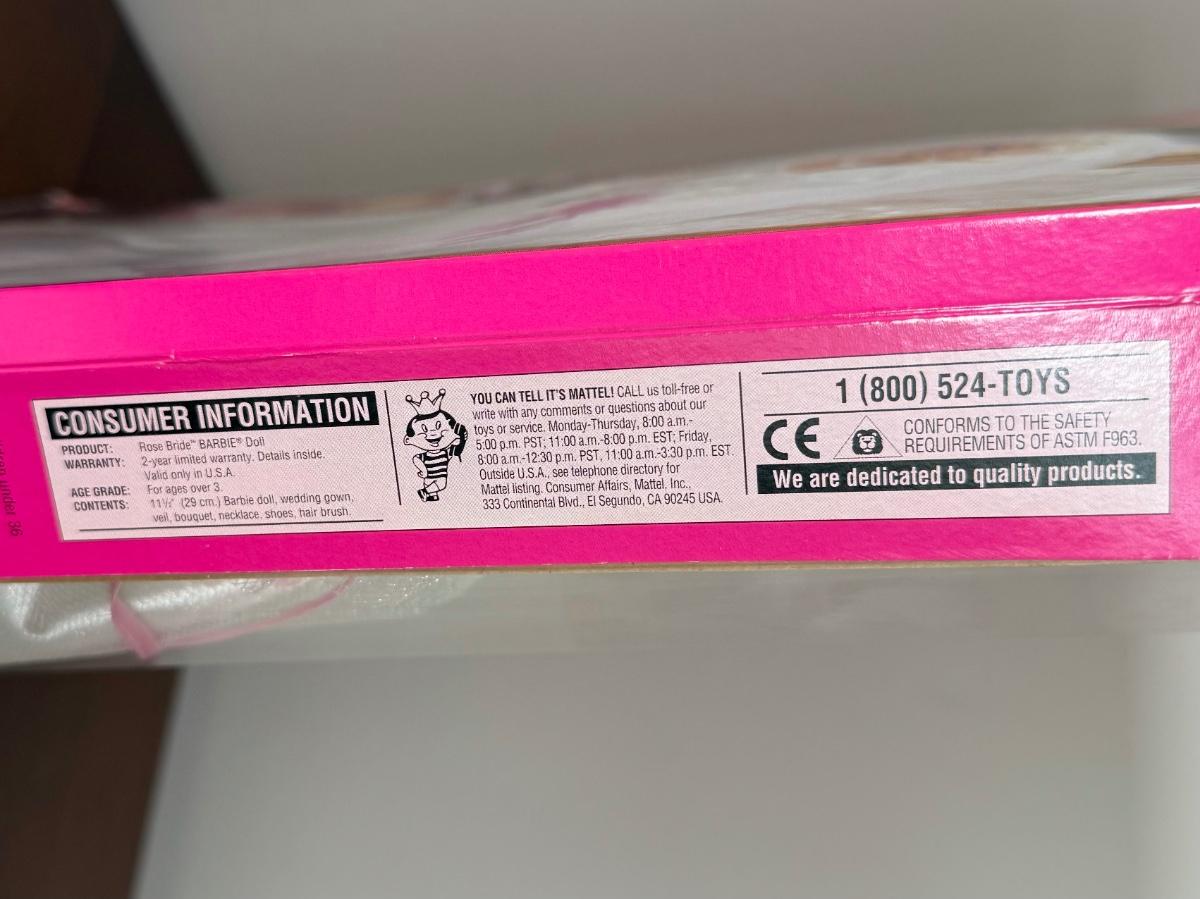 CONSUMER INFORMATION
PRODUCT: Rose Bride™ BARBIE® Doll
WARRANTY: 2-year limited warranty. Details inside.
Valid only in U.S.A.
AGE GRADE: For ages over 3.
CONTENTS: 11½" (29 cm.) Barbie doll, wedding gown,
veil, bouquet, necklace, shoes, hair brush.
YOU CAN TELL IT'S MATTEL! CALL us toll-free or
write with any comments or questions about our
toys or service. Monday-Thursday, 8:00 a.m.-
5:00 p.m. PST; 11:00 a.m.-8:00 p.m. EST; Friday,
8:00 a.m.-12:30 p.m. PST, 11:00 a.m.-3:30 p.m. EST.
Outside U.S.A., see telephone directory for
Mattel listing. Consumer Affairs, Mattel, Inc.,
333 Continental Blvd., El Segundo, CA 90245 USA.
1 (800) 524-TOYS
CE
CONFORMS TO THE SAFETY
REQUIREMENTS OF ASTM F963.
We are dedicated to quality products.
under 36